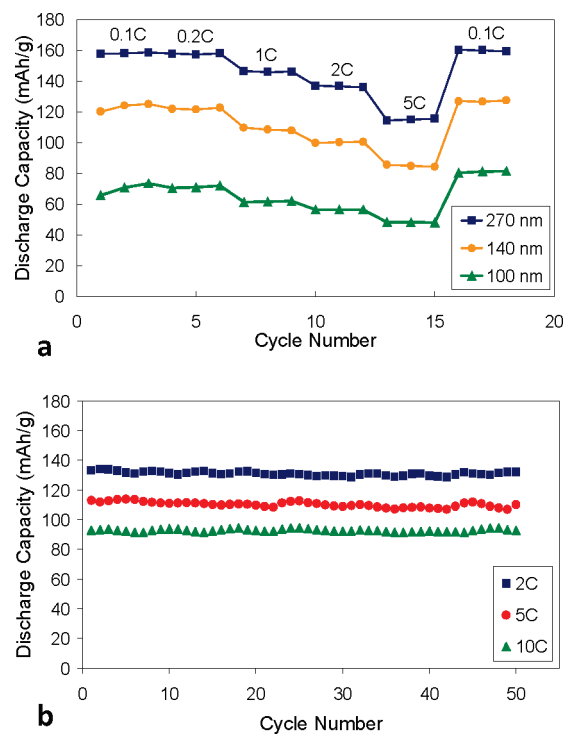 180
160
140
120
100
80
60
40
20
0
Discharge Capacity (mAh/g)
0.1C
0.2C
1C
2C
5C
0.1C
270 nm
140 nm
100 nm
0 5 10 15 20
Cycle Number
a
180
160
140
120
100
80
60
40
20
0
Discharge Capacity (mAh/g)
2C
5C
10C
0 10 20 30 40 50
Cycle Number
b